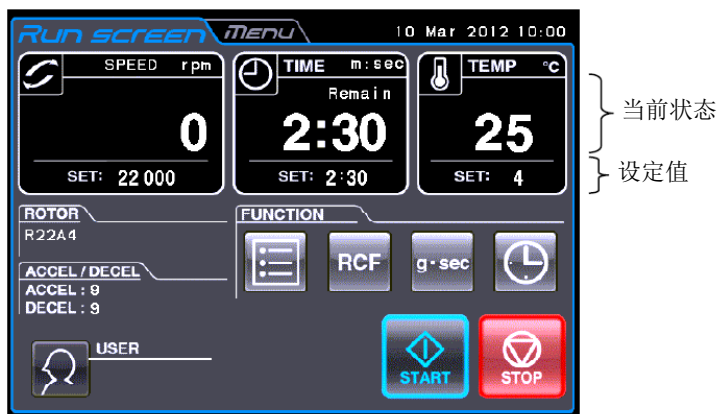 Run screen Menu 10 Mar 2012 10:00
SPEED rpm
0
SET: 22 000
TIME m:sec
Remain
2:30
SET: 2:30
TEMP °C
25
SET: 4
当前状态
设定值
ROTOR
R22A4
ACCEL/DECEL
ACCEL : 9
DECEL : 9
FUNCTION
RCF
g·sec
USER
START
STOP